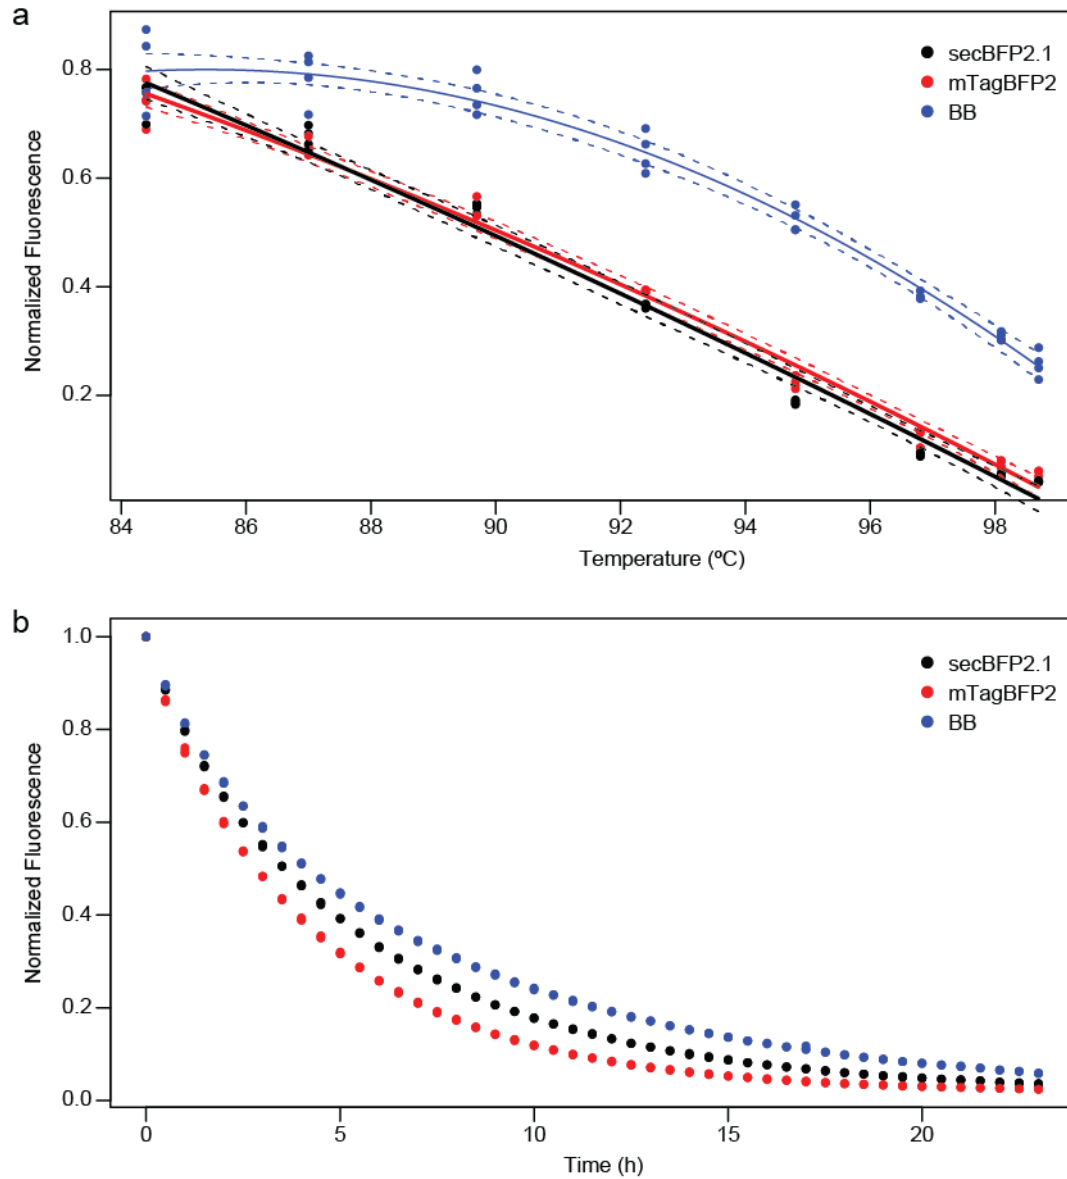 a
secBFP2.1
mTagBFP2
BB
0.8
0.6
0.4
0.2
Normalized Fluorescence
84
86
88
90
92
94
96
98
Temperature (ºC)
b
secBFP2.1
mTagBFP2
BB
1.0
0.8
0.6
0.4
0.2
0.0
Normalized Fluorescence
0
5
10
15
20
Time (h)